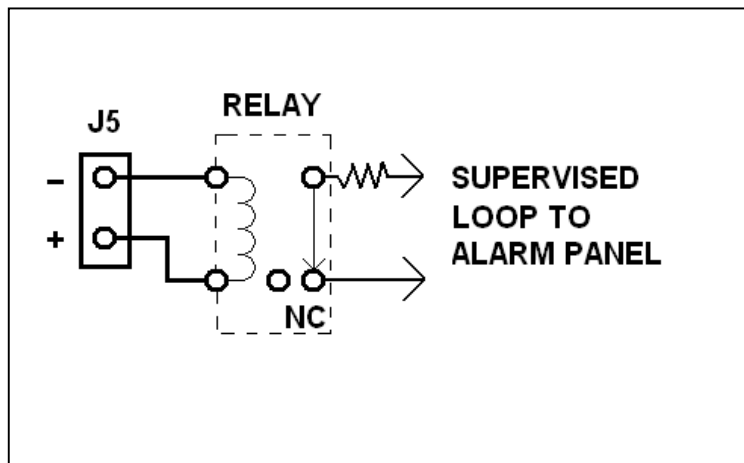 RELAY
J5
-
+
SUPERVISED
LOOP TO
ALARM PANEL
NC